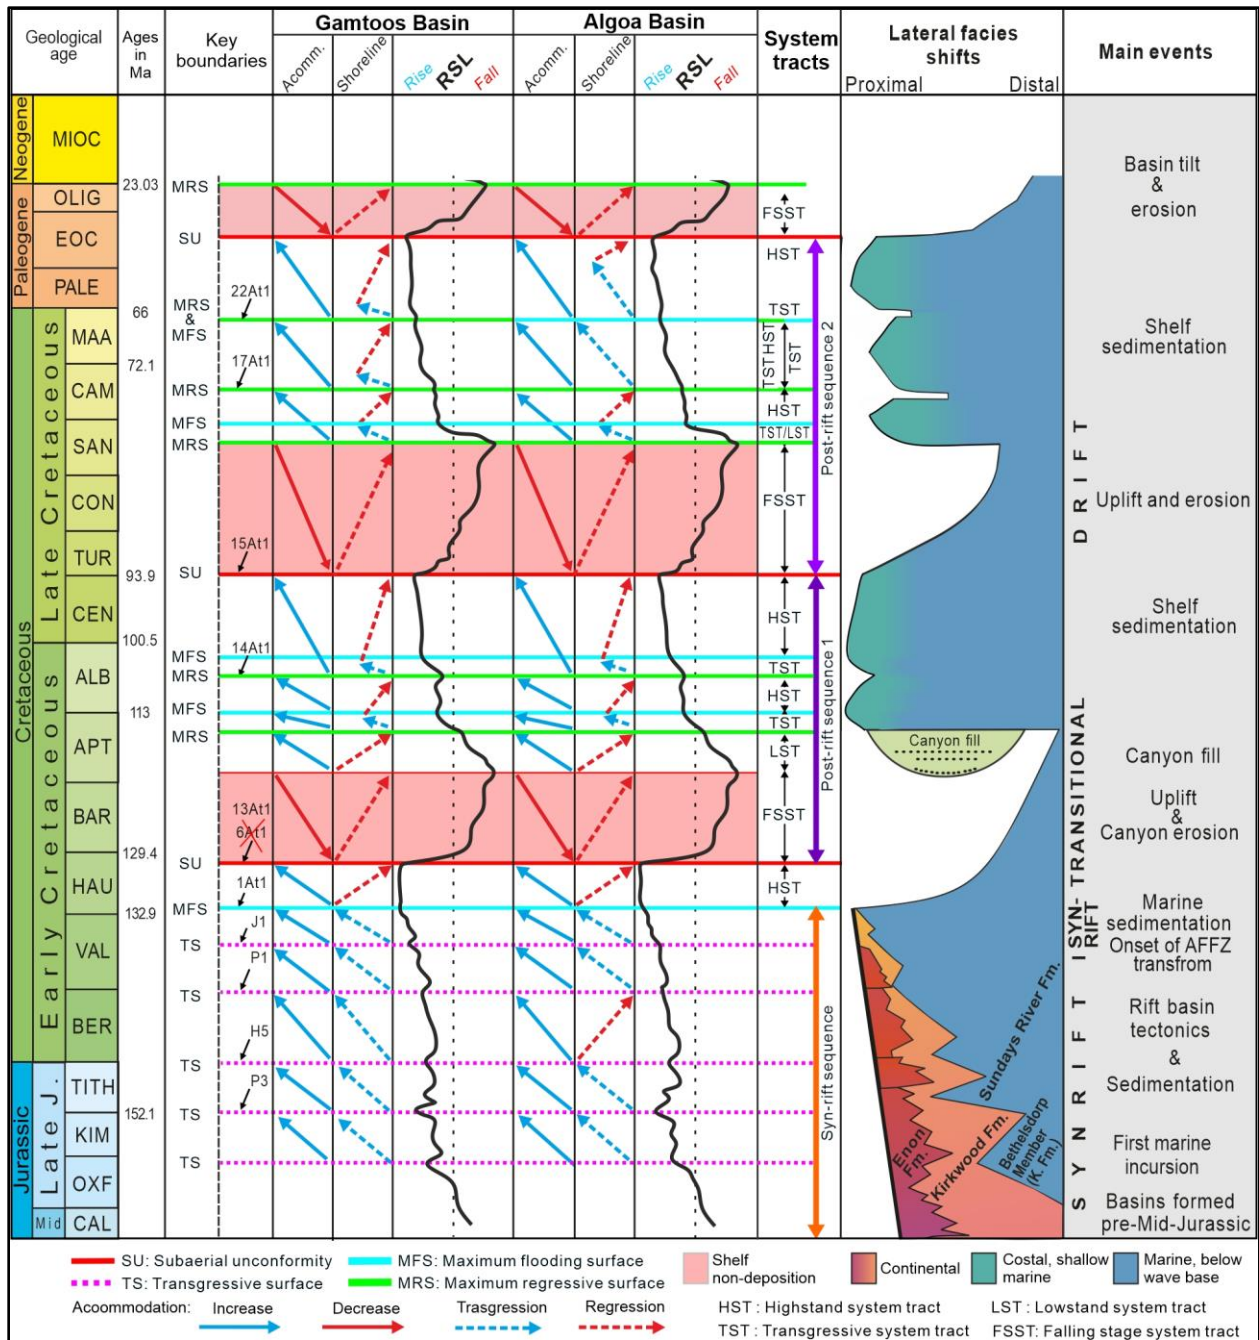 Geological age
Ages in Ma
Key boundaries
Gamtoos Basin
Acomm.
Shoreline
Rise
RSL
Fall
Algoa Basin
Acomm.
Shoreline
Rise
RSL
Fall
System tracts
Lateral facies shifts
Proximal
Distal
Main events
Neogene
Paleogene
Cretaceous
Jurassic
Late Cretaceous
Early Cretaceous
Late J.
Mid
MIOC
OLIG
EOC
PALE
MAA
CAM
SAN
CON
TUR
CEN
ALB
APT
BAR
HAU
VAL
BER
TITH
KIM
OXF
CAL
23.03
66
72.1
93.9
100.5
113
129.4
132.9
152.1
MRS
SU
22At1
MRS
&
MFS
17At1
MRS
MFS
MRS
15At1
SU
14At1
MFS
MRS
MFS
MRS
13At1
6At1
SU
1At1
MFS
J1
TS
P1
TS
H5
TS
P3
TS
TS
FSST
HST
TST
TST HST
TST
HST
TST/LST
FSST
HST
TST
HST
TST
LST
FSST
HST
Post-rift sequence 2
Post-rift sequence 1
Syn-rift sequence
Canyon fill
Sundays River Fm.
Enon Fm.
Kirkwood Fm.
Bethelsdorp
Member
(K. Fm.)
DRIFT
TRANSITIONAL
SYN-RIFT
SYNRIFT
Basin tilt
&
erosion
Shelf
sedimentation
Uplift and erosion
Shelf
sedimentation
Canyon fill
Uplift
&
Canyon erosion
Marine
sedimentation
Onset of AFFZ
transfrom
Rift basin
tectonics
&
Sedimentation
First marine
incursion
Basins formed
pre-Mid-Jurassic
SU: Subaerial unconformity
MFS: Maximum flooding surface
Shelf
non-deposition
Continental
Costal, shallow
marine
Marine, below
wave base
TS: Transgressive surface
MRS: Maximum regressive surface
Accommodation:
Increase
Decrease
Trasgression
Regression
HST : Highstand system tract
LST : Lowstand system tract
TST : Transgressive system tract
FSST: Falling stage system tract